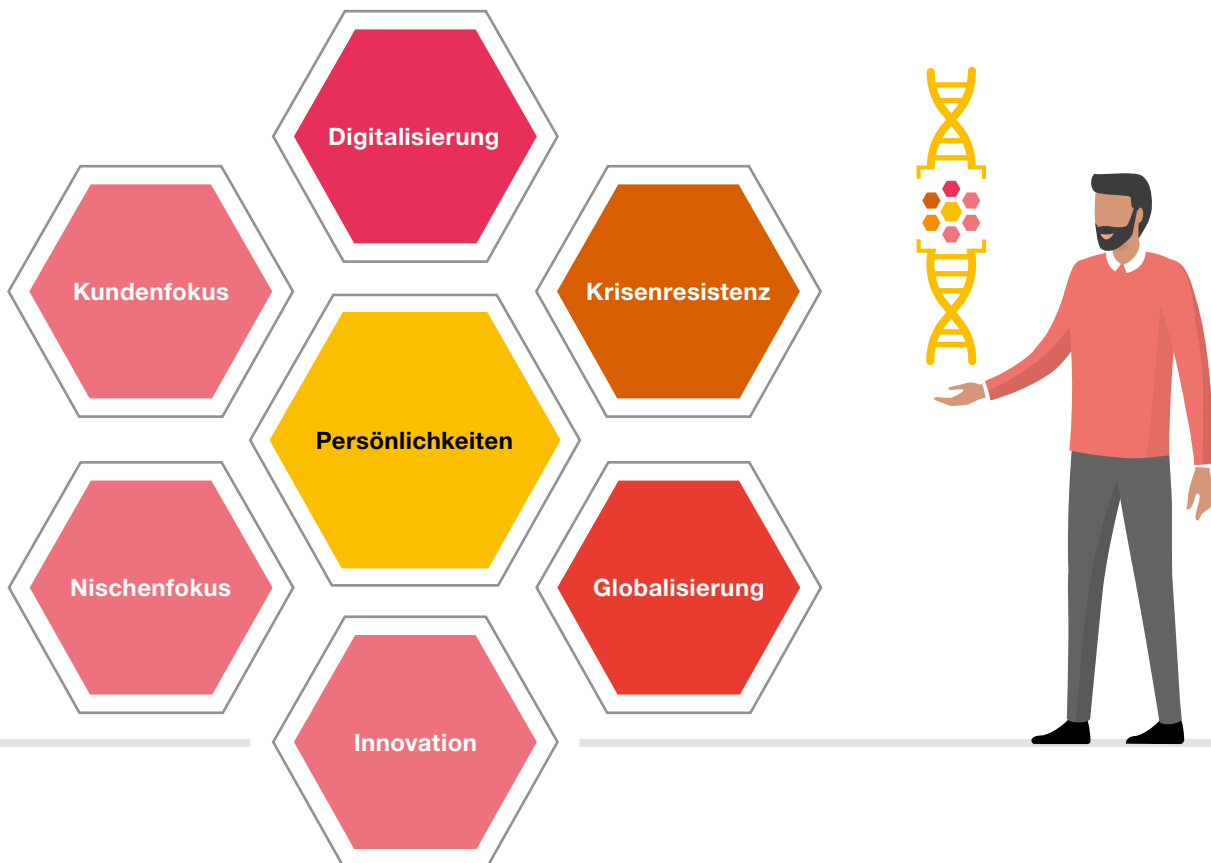 Digitalisierung
Kundenfokus
Krisenresistenz
Persönlichkeiten
Nischenfokus
Globalisierung
Innovation